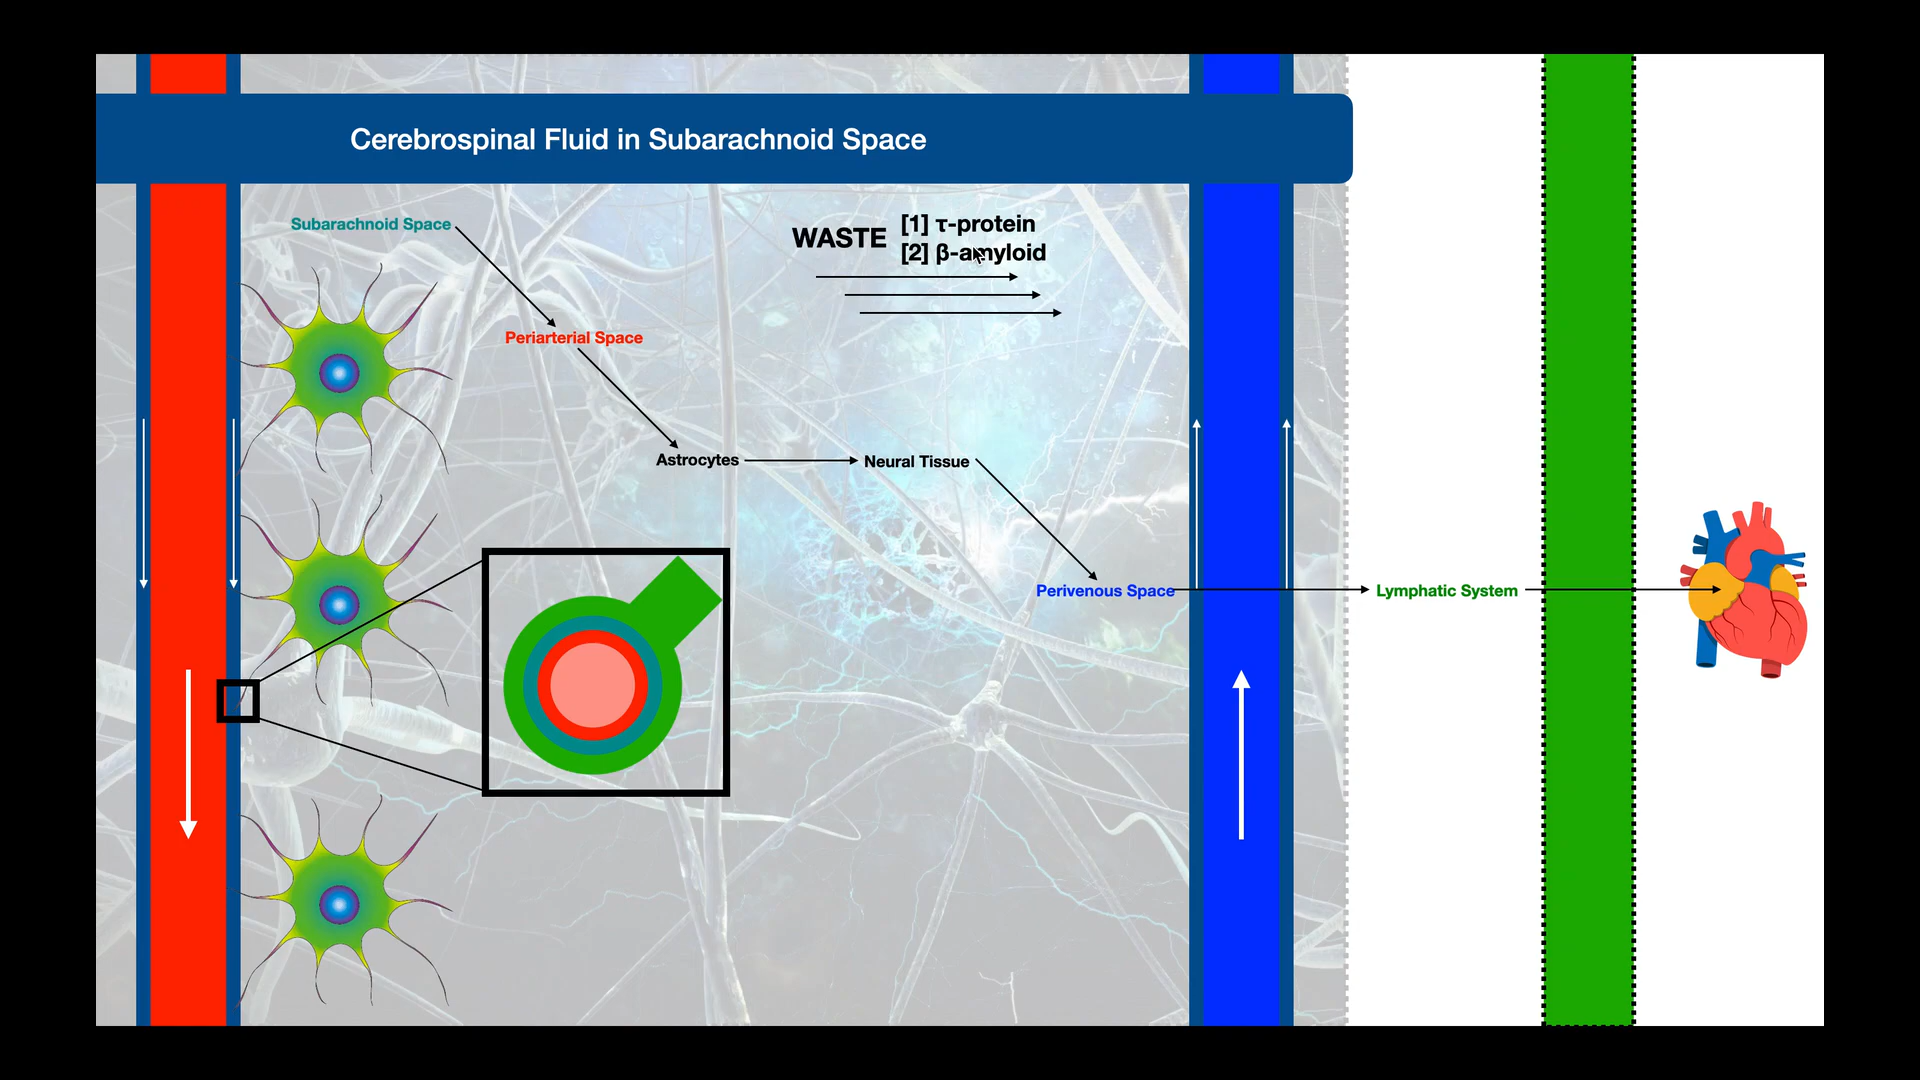 Cerebrospinal Fluid in Subarachnoid Space
Subarachnoid Space
WASTE
[1] τ-protein
[2] β-amyloid
Periarterial Space
Astrocytes
Neural Tissue
Perivenous Space
Lymphatic System